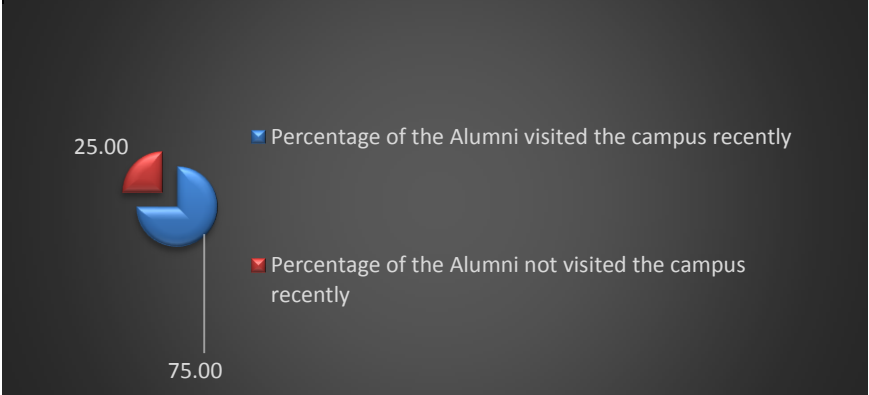 25.00
Percentage of the Alumni visited the campus recently
Percentage of the Alumni not visited the campus
recently
75.00